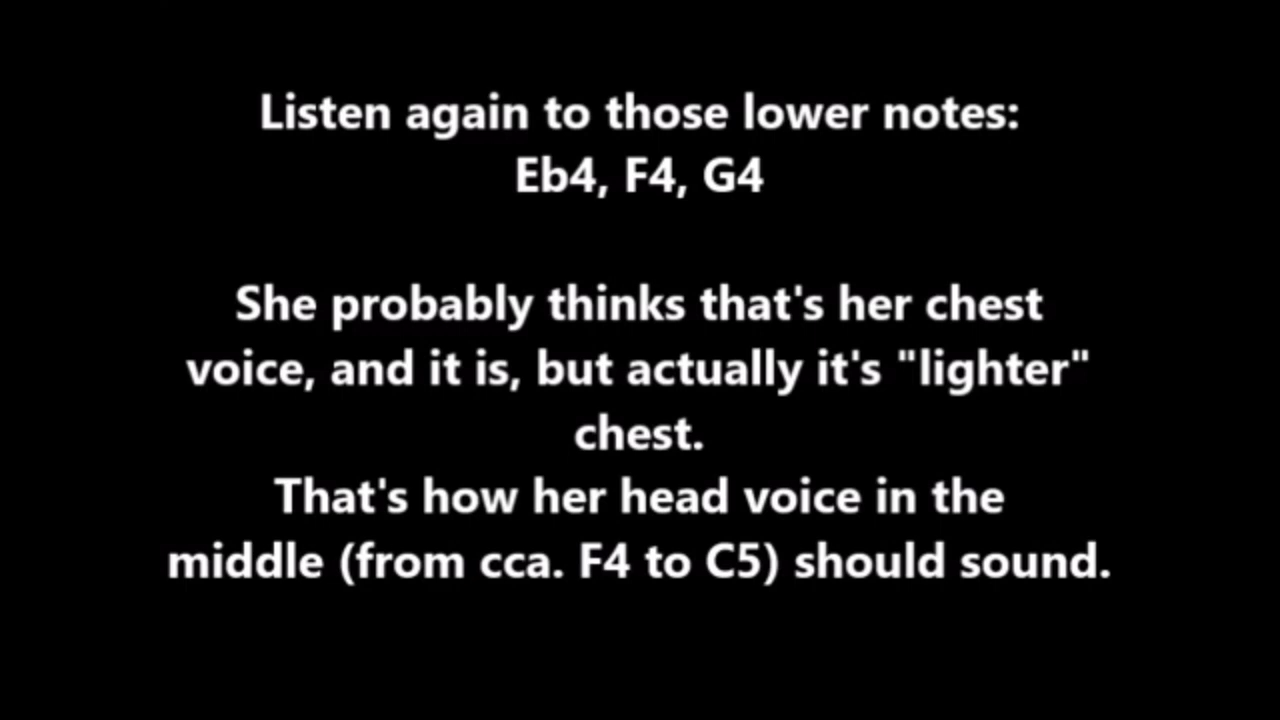 Listen again to those lower notes:
Eb4, F4, G4
She probably thinks that's her chest
voice, and it is, but actually it's "lighter"
chest.
That's how her head voice in the
middle (from cca. F4 to C5) should sound.